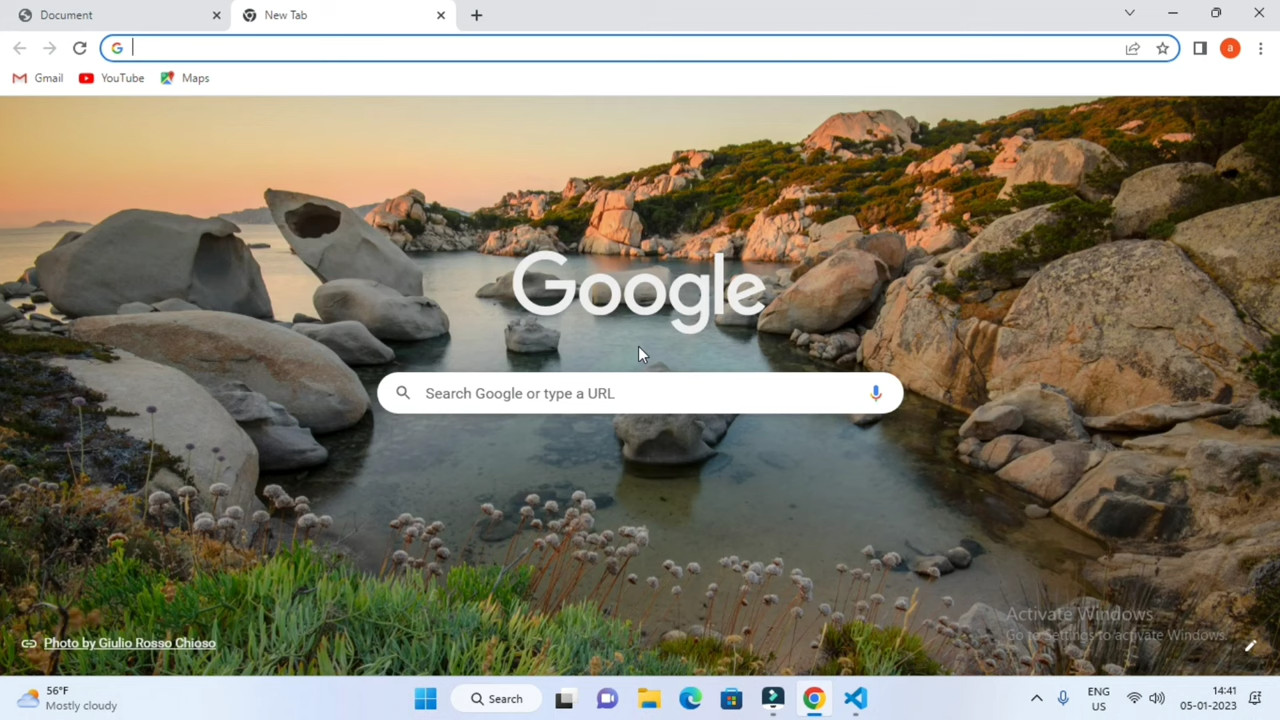 Document
New Tab
Gmail
YouTube
Maps
Google
Search Google or type a URL
Activate Windows
Go to Settings to activate Windows.
Photo by Giulio Rosso Chioso
56°F
Mostly cloudy
Search
ENG
US
14:41
05-01-2023
a